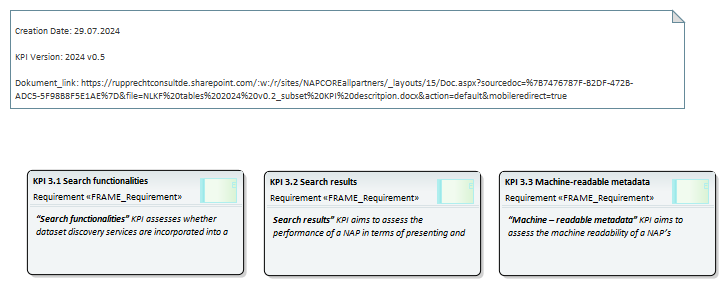 Creation Date: 29.07.2024
KPI Version: 2024 v0.5
Dokument_link: https://rupprechtconsultde.sharepoint.com/:w:/r/sites/NAPCOREallpartners/_layouts/15/Doc.aspx?sourcedoc=%7B7476787F-B2DF-472B-
ADC5-5F98B8F5E1AE%7D&file=NLKF%20tables%202024%20v0.2_subset%20KPI%20descritpion.docx&action=default&mobileredirect=true
KPI 3.1 Search functionalities
Requirement «FRAME_Requirement»
“Search functionalities” KPI assesses whether
dataset discovery services are incorporated into a
KPI 3.2 Search results
Requirement «FRAME_Requirement»
Search results” KPI aims to assess the
performance of a NAP in terms of presenting and
KPI 3.3 Machine-readable metadata
Requirement «FRAME_Requirement»
“Machine – readable metadata” KPI aims to
assess the machine readability of a NAP’s